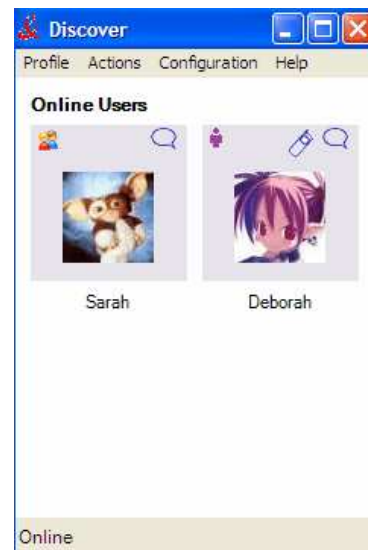 Discover
Profile Actions Configuration Help
Online Users
Sarah Deborah
Online